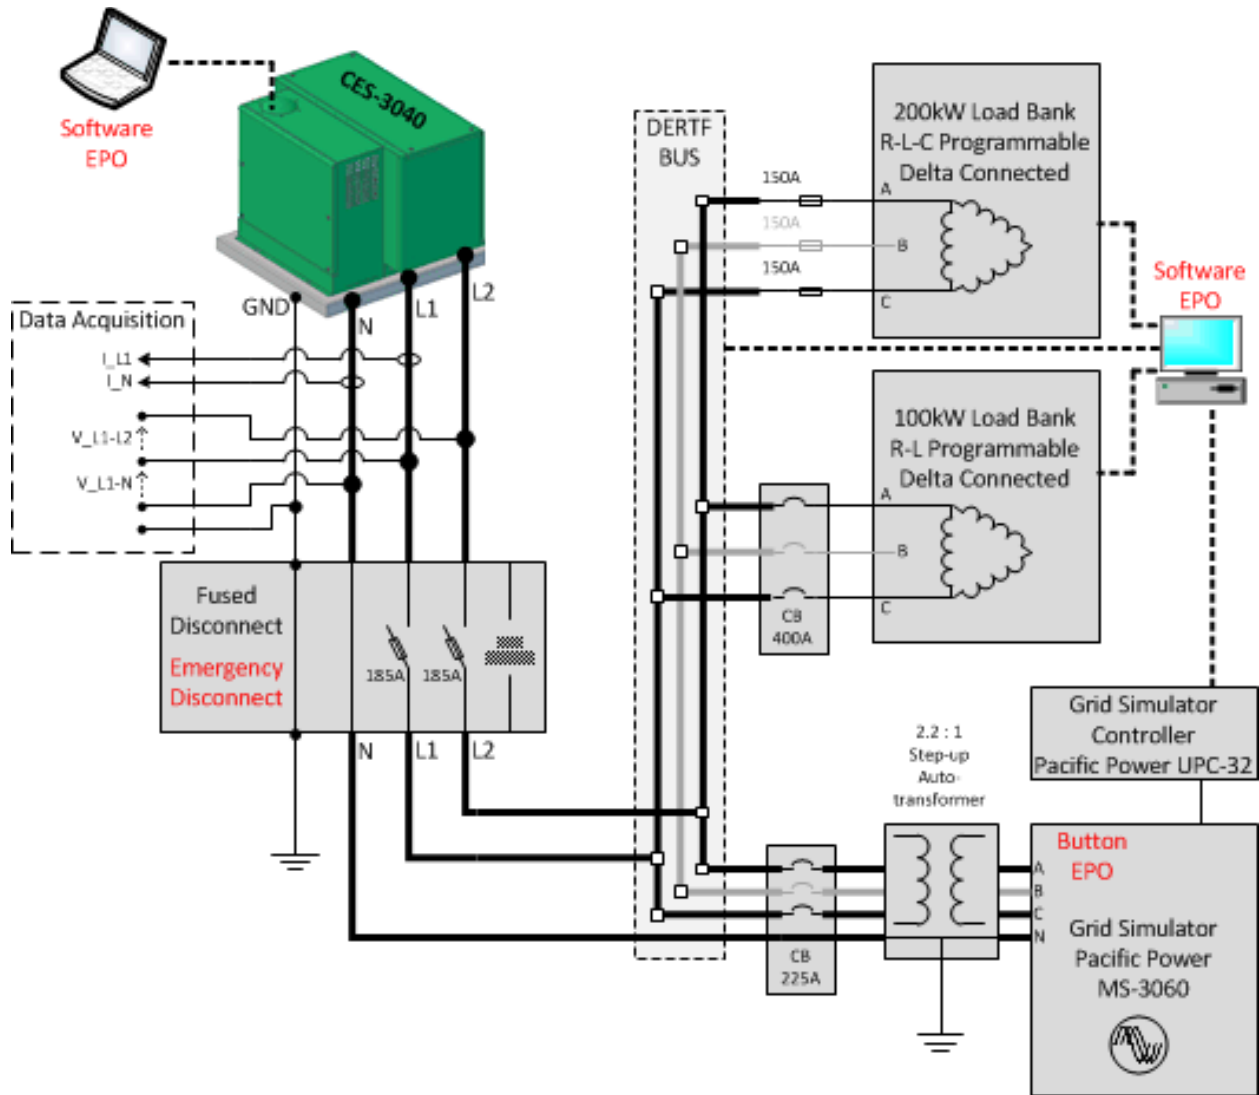 CES-3040
Software
EPO
GND
N
L1
L2
Data Acquisition
I_L1
I_N
V_L1-L2
V_L1-N
Fused
Disconnect
Emergency
Disconnect
185A
185A
N
L1
L2
DERTF
BUS
150A
150A
150A
A
B
C
200kW Load Bank
R-L-C Programmable
Delta Connected
Software
EPO
100kW Load Bank
R-L Programmable
Delta Connected
A
B
C
CB
400A
2.2 : 1
Step-up
Auto-
transformer
Grid Simulator
Controller
Pacific Power UPC-32
CB
225A
Button
EPO
A
B
C
N
Grid Simulator
Pacific Power
MS-3060